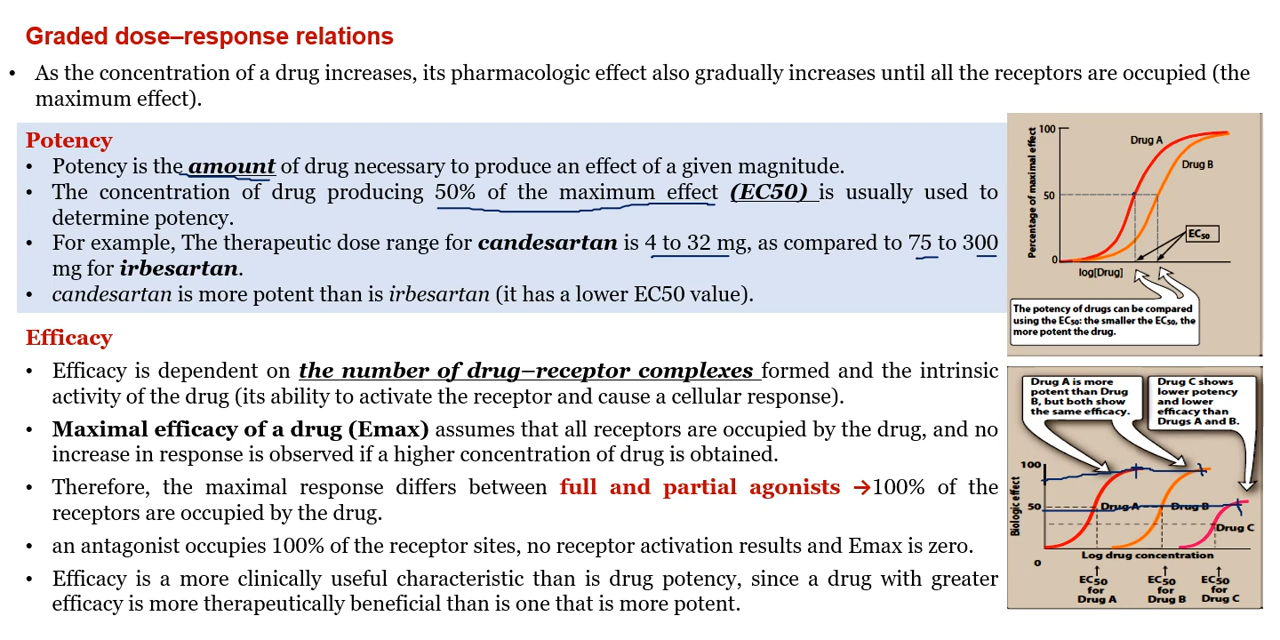 Graded dose–response relations
• As the concentration of a drug increases, its pharmacologic effect also gradually increases until all the receptors are occupied (the
maximum effect).
Potency
• Potency is the amount of drug necessary to produce an effect of a given magnitude.
• The concentration of drug producing 50% of the maximum effect (EC50) is usually used to
determine potency.
• For example, The therapeutic dose range for candesartan is 4 to 32 mg, as compared to 75 to 300
mg for irbesartan.
• candesartan is more potent than is irbesartan (it has a lower EC50 value).
Efficacy
• Efficacy is dependent on the number of drug–receptor complexes formed and the intrinsic
activity of the drug (its ability to activate the receptor and cause a cellular response).
• Maximal efficacy of a drug (Emax) assumes that all receptors are occupied by the drug, and no
increase in response is observed if a higher concentration of drug is obtained.
• Therefore, the maximal response differs between full and partial agonists →100% of the
receptors are occupied by the drug.
• an antagonist occupies 100% of the receptor sites, no receptor activation results and Emax is zero.
• Efficacy is a more clinically useful characteristic than is drug potency, since a drug with greater
efficacy is more therapeutically beneficial than is one that is more potent.
Percentage of maximal effect
100
50
0
Drug A
Drug B
EC50
log[Drug]
The potency of drugs can be compared
using the EC50: the smaller the EC50, the
more potent the drug.
Drug A is more
potent than Drug
B, but both show
the same efficacy.
Drug C shows
lower potency
and lower
efficacy than
Drugs A and B.
Biologic effect
100
50
0
Drug A
Drug B
Drug C
Log drug concentration
EC50
for
Drug A
EC50
for
Drug B
EC50
for
Drug C